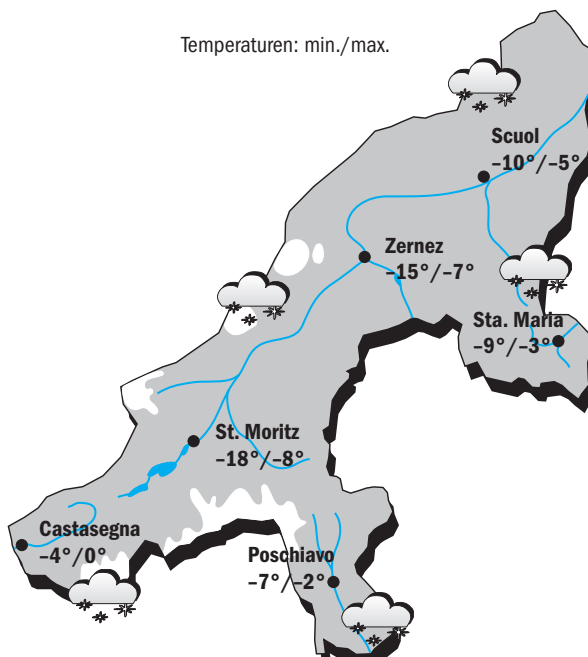 Temperaturen: min./max.
Scuol
–10°/–5°
Zernez
–15°/–7°
Sta. Maria
–9°/–3°
St. Moritz
–18°/–8°
Castasegna
–4°/0°
Poschiavo
–7°/–2°